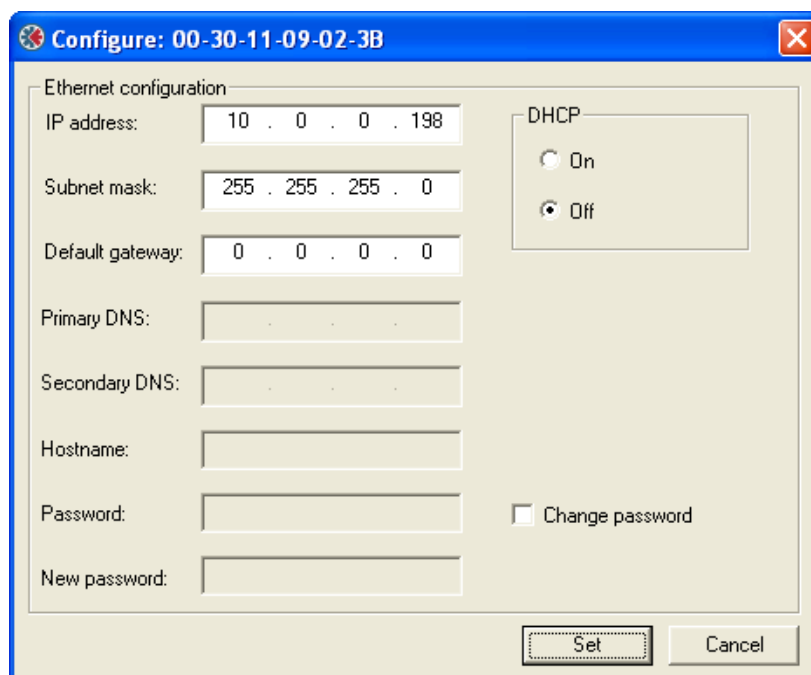 Configure: 00-30-11-09-02-3B
Ethernet configuration
IP address: 10 . 0 . 0 . 198
DHCP
On
Subnet mask: 255 . 255 . 255 . 0
Off
Default gateway: 0 . 0 . 0 . 0
Primary DNS: . . .
Secondary DNS: . . .
Hostname:
Password:
Change password
New password:
Set
Cancel